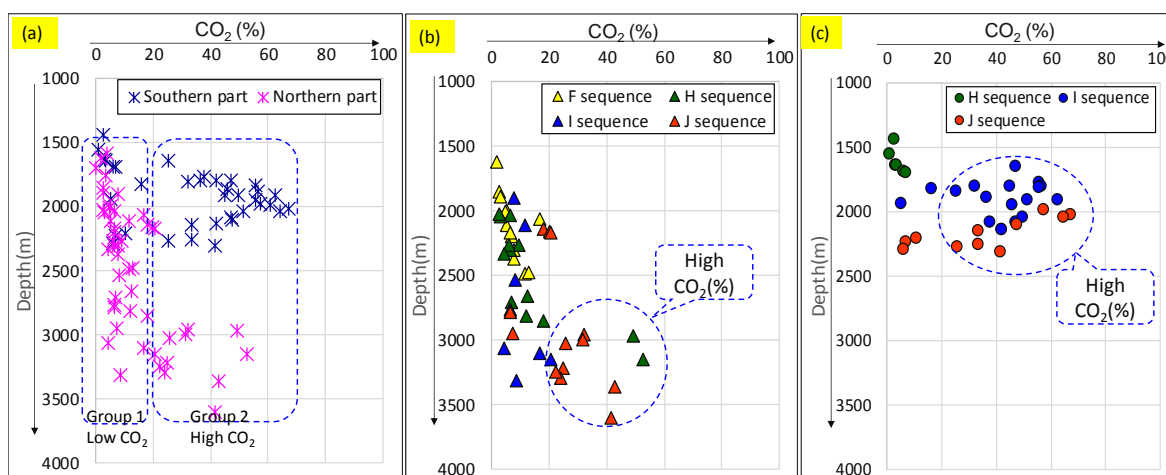 (a)
CO₂ (%)
0 20 40 60 80 100
1000
1500
2000
2500
3000
3500
4000
Depth(m)
Southern part Northern part
Group 1
Low CO₂
Group 2
High CO₂
(b)
CO₂ (%)
0 20 40 60 80 100
1000
1500
2000
2500
3000
3500
4000
Depth(m)
F sequence H sequence
I sequence J sequence
High
CO₂(%)
(c)
CO₂ (%)
0 20 40 60 80 100
1000
1500
2000
2500
3000
3500
4000
Depth(m)
H sequence I sequence
J sequence
High
CO₂(%)